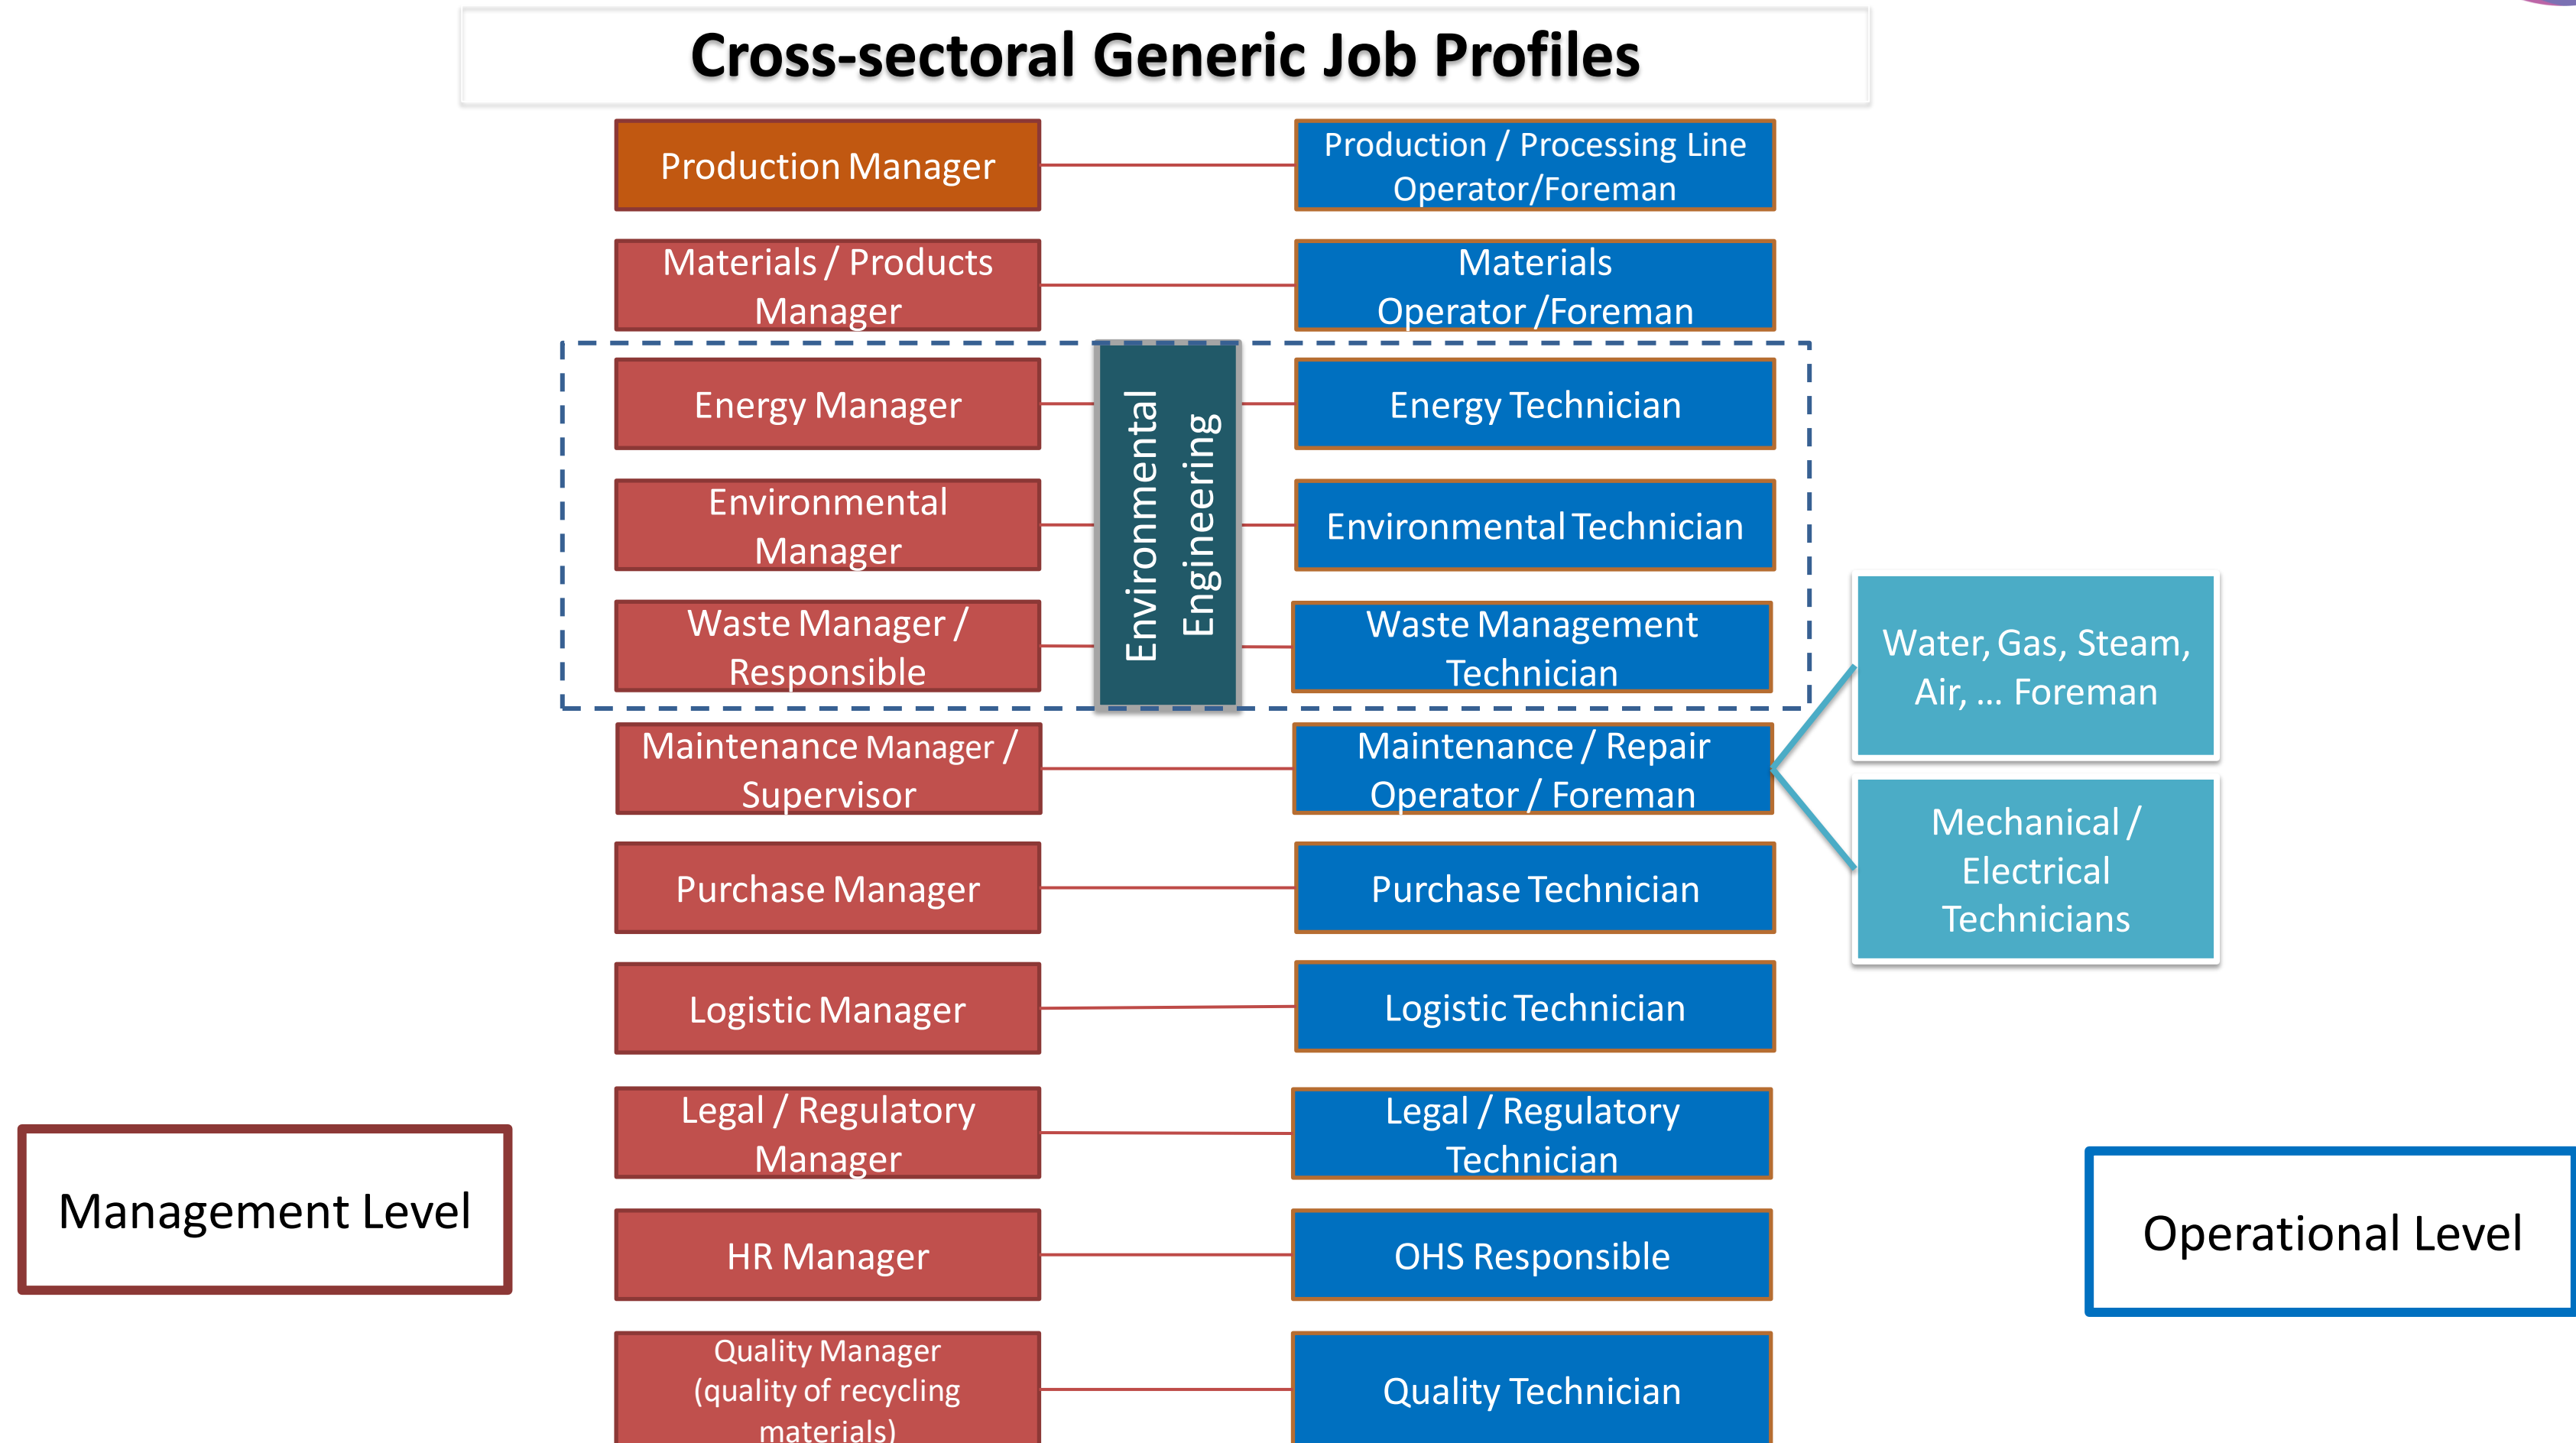 Cross-sectoral Generic Job Profiles
Production Manager
Production / Processing Line
Operator/Foreman
Materials / Products
Manager
Materials
Operator /Foreman
Energy Manager
Environmental
Engineering
Energy Technician
Environmental
Manager
Environmental Technician
Waste Manager /
Responsible
Waste Management
Technician
Water, Gas, Steam,
Air, ... Foreman
Maintenance Manager /
Supervisor
Maintenance / Repair
Operator / Foreman
Mechanical /
Electrical
Technicians
Purchase Manager
Purchase Technician
Logistic Manager
Logistic Technician
Legal / Regulatory
Manager
Legal / Regulatory
Technician
Management Level
Operational Level
HR Manager
OHS Responsible
Quality Manager
(quality of recycling
materials)
Quality Technician